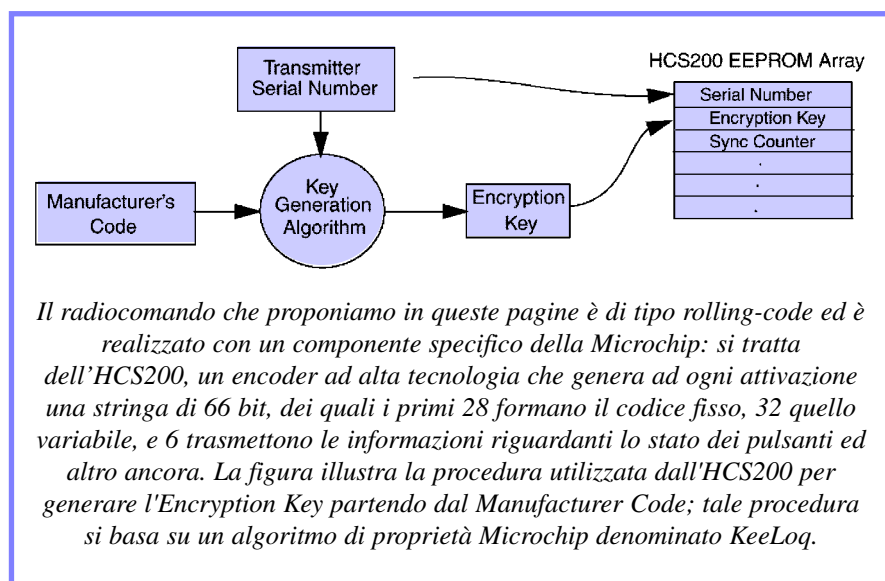 Transmitter
Serial Number
HCS200 EEPROM Array
Serial Number
Encryption Key
Sync Counter
.
.
.
Manufacturer's
Code
Key
Generation
Algorithm
Encryption
Key
Il radiocomando che proponiamo in queste pagine è di tipo rolling-code ed è
realizzato con un componente specifico della Microchip: si tratta
dell’HCS200, un encoder ad alta tecnologia che genera ad ogni attivazione
una stringa di 66 bit, dei quali i primi 28 formano il codice fisso, 32 quello
variabile, e 6 trasmettono le informazioni riguardanti lo stato dei pulsanti ed
altro ancora. La figura illustra la procedura utilizzata dall'HCS200 per
generare l'Encryption Key partendo dal Manufacturer Code; tale procedura
si basa su un algoritmo di proprietà Microchip denominato KeeLoq.